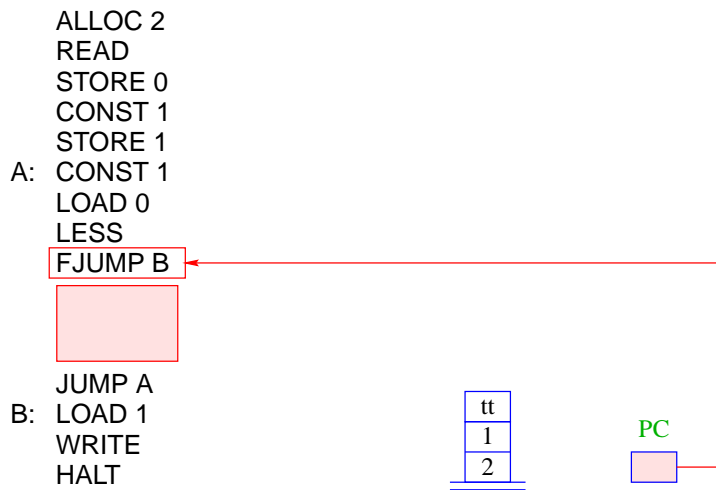 ALLOC 2
READ
STORE 0
CONST 1
STORE 1
A: CONST 1
LOAD 0
LESS
FJUMP B
JUMP A
B: LOAD 1
WRITE
HALT
tt
1
2
PC